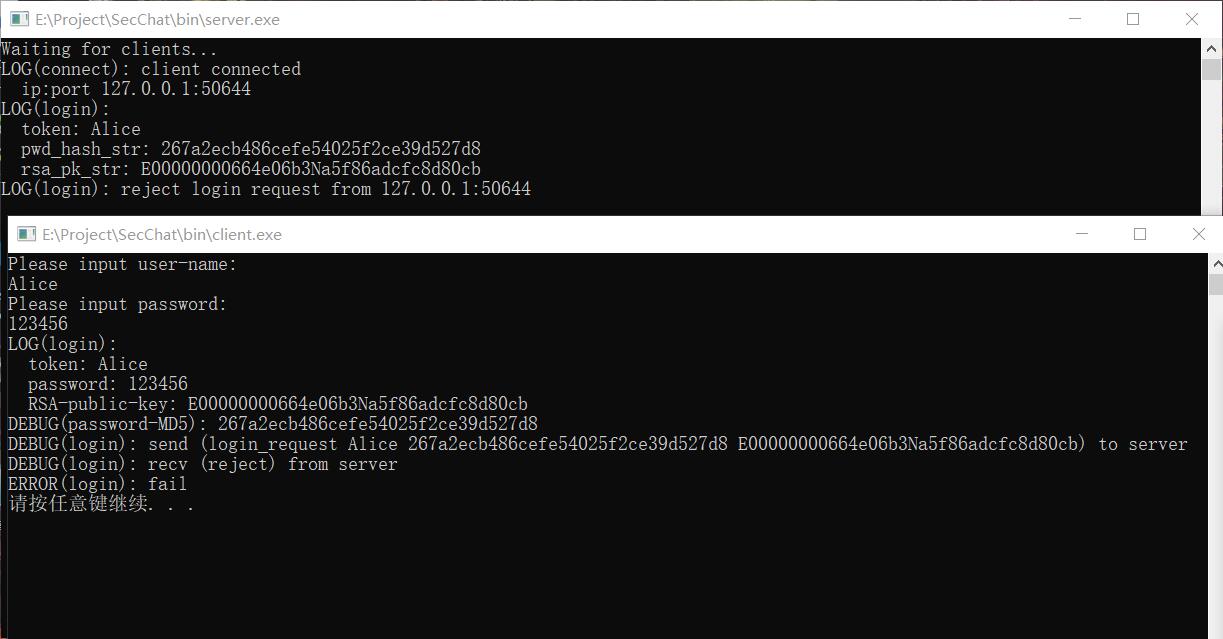 E:\Project\SecChat\bin\server.exe
Waiting for clients...
LOG(connect): client connected
  ip:port 127.0.0.1:50644
LOG(login):
  token: Alice
  pwd_hash_str: 267a2ecb486cefe54025f2ce39d527d8
  rsa_pk_str: E00000000664e06b3Na5f86adcfc8d80cb
LOG(login): reject login request from 127.0.0.1:50644
E:\Project\SecChat\bin\client.exe
Please input user-name:
Alice
Please input password:
123456
LOG(login):
  token: Alice
  password: 123456
  RSA-public-key: E00000000664e06b3Na5f86adcfc8d80cb
DEBUG(password-MD5): 267a2ecb486cefe54025f2ce39d527d8
DEBUG(login): send (login_request Alice 267a2ecb486cefe54025f2ce39d527d8 E00000000664e06b3Na5f86adcfc8d80cb) to server
DEBUG(login): recv (reject) from server
ERROR(login): fail
请按任意键继续. . .